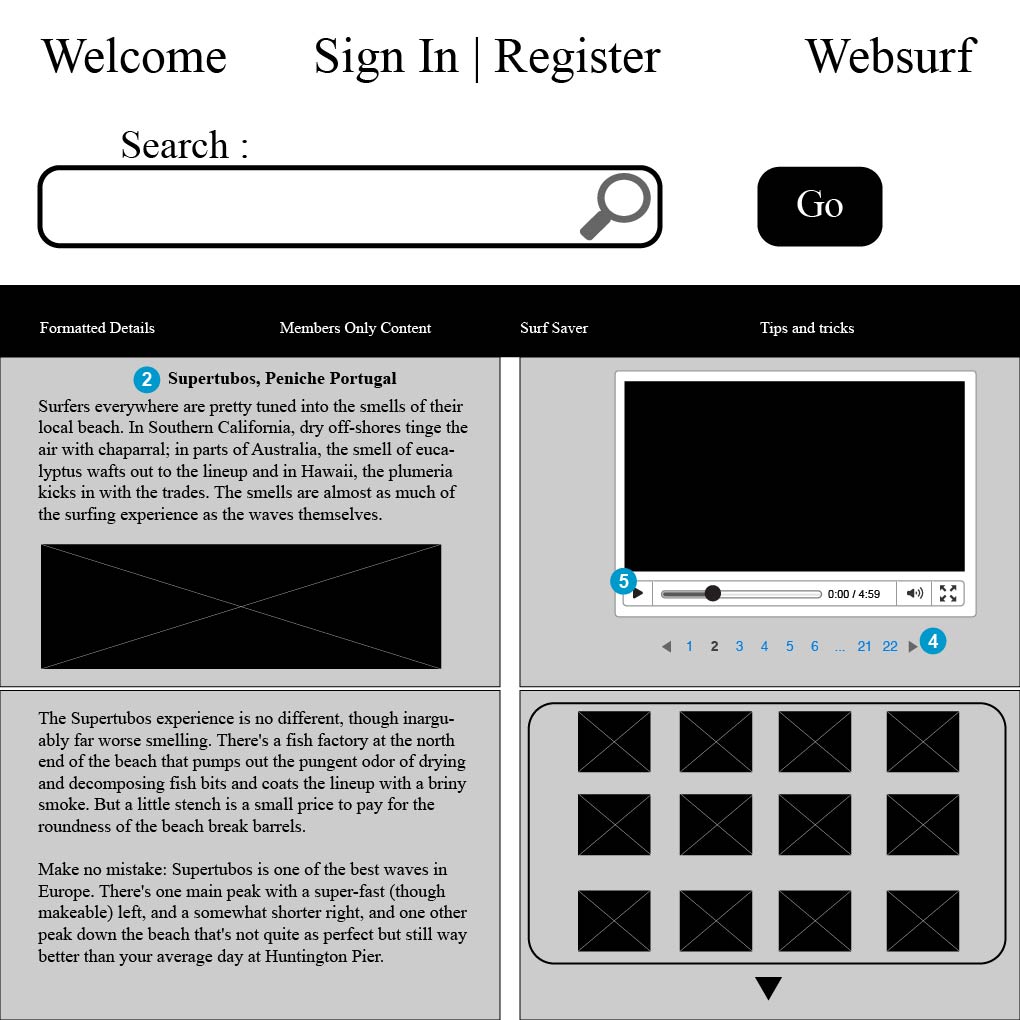 Welcome
Sign In | Register
Websurf
Search :
Go
Formatted Details
Members Only Content
Surf Saver
Tips and tricks
2 Supertubos, Peniche Portugal
Surfers everywhere are pretty tuned into the smells of their
local beach. In Southern California, dry off-shores tinge the
air with chaparral; in parts of Australia, the smell of euca-
lyptus wafts out to the lineup and in Hawaii, the plumeria
kicks in with the trades. The smells are almost as much of
the surfing experience as the waves themselves.
5
0:00 / 4:59
1 2 3 4 5 6 ... 21 22
4
The Supertubos experience is no different, though inargu-
ably far worse smelling. There's a fish factory at the north
end of the beach that pumps out the pungent odor of drying
and decomposing fish bits and coats the lineup with a briny
smoke. But a little stench is a small price to pay for the
roundness of the beach break barrels.
Make no mistake: Supertubos is one of the best waves in
Europe. There's one main peak with a super-fast (though
makeable) left, and a somewhat shorter right, and one other
peak down the beach that's not quite as perfect but still way
better than your average day at Huntington Pier.